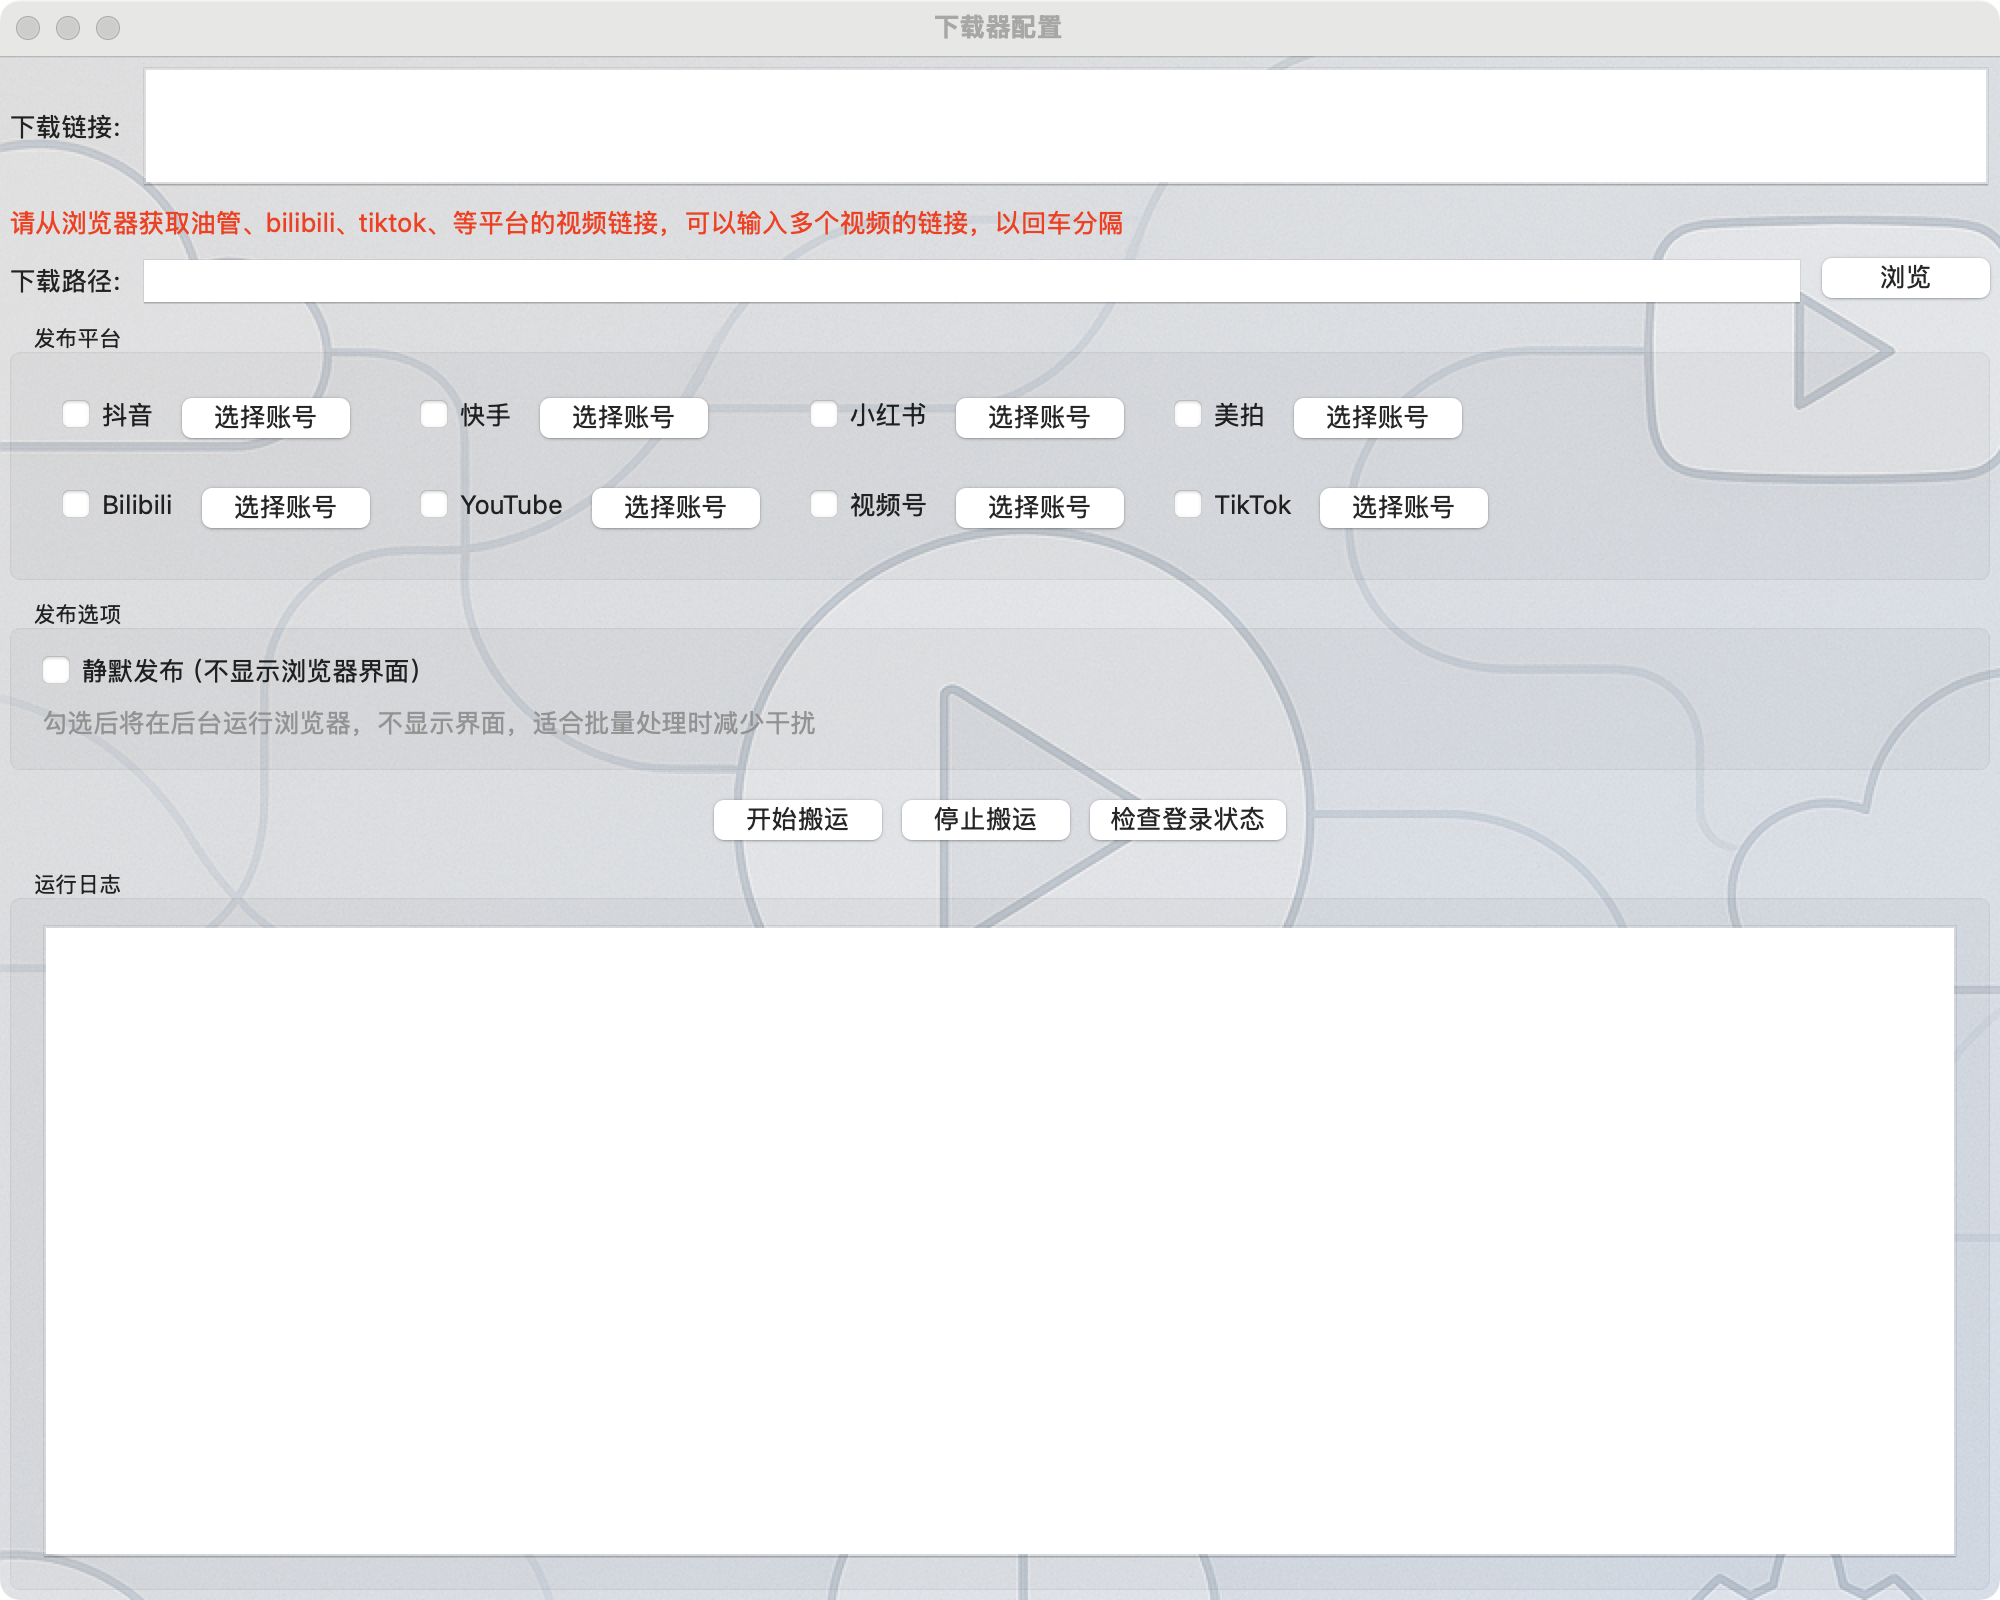 下载器配置
下载链接:
请从浏览器获取油管、bilibili、tiktok、等平台的视频链接，可以输入多个视频的链接，以回车分隔
下载路径: 浏览
发布平台
抖音 选择账号 快手 选择账号 小红书 选择账号 美拍 选择账号
Bilibili 选择账号 YouTube 选择账号 视频号 选择账号 TikTok 选择账号
发布选项
静默发布 (不显示浏览器界面)
勾选后将在后台运行浏览器，不显示界面，适合批量处理时减少干扰
开始搬运 停止搬运 检查登录状态
运行日志